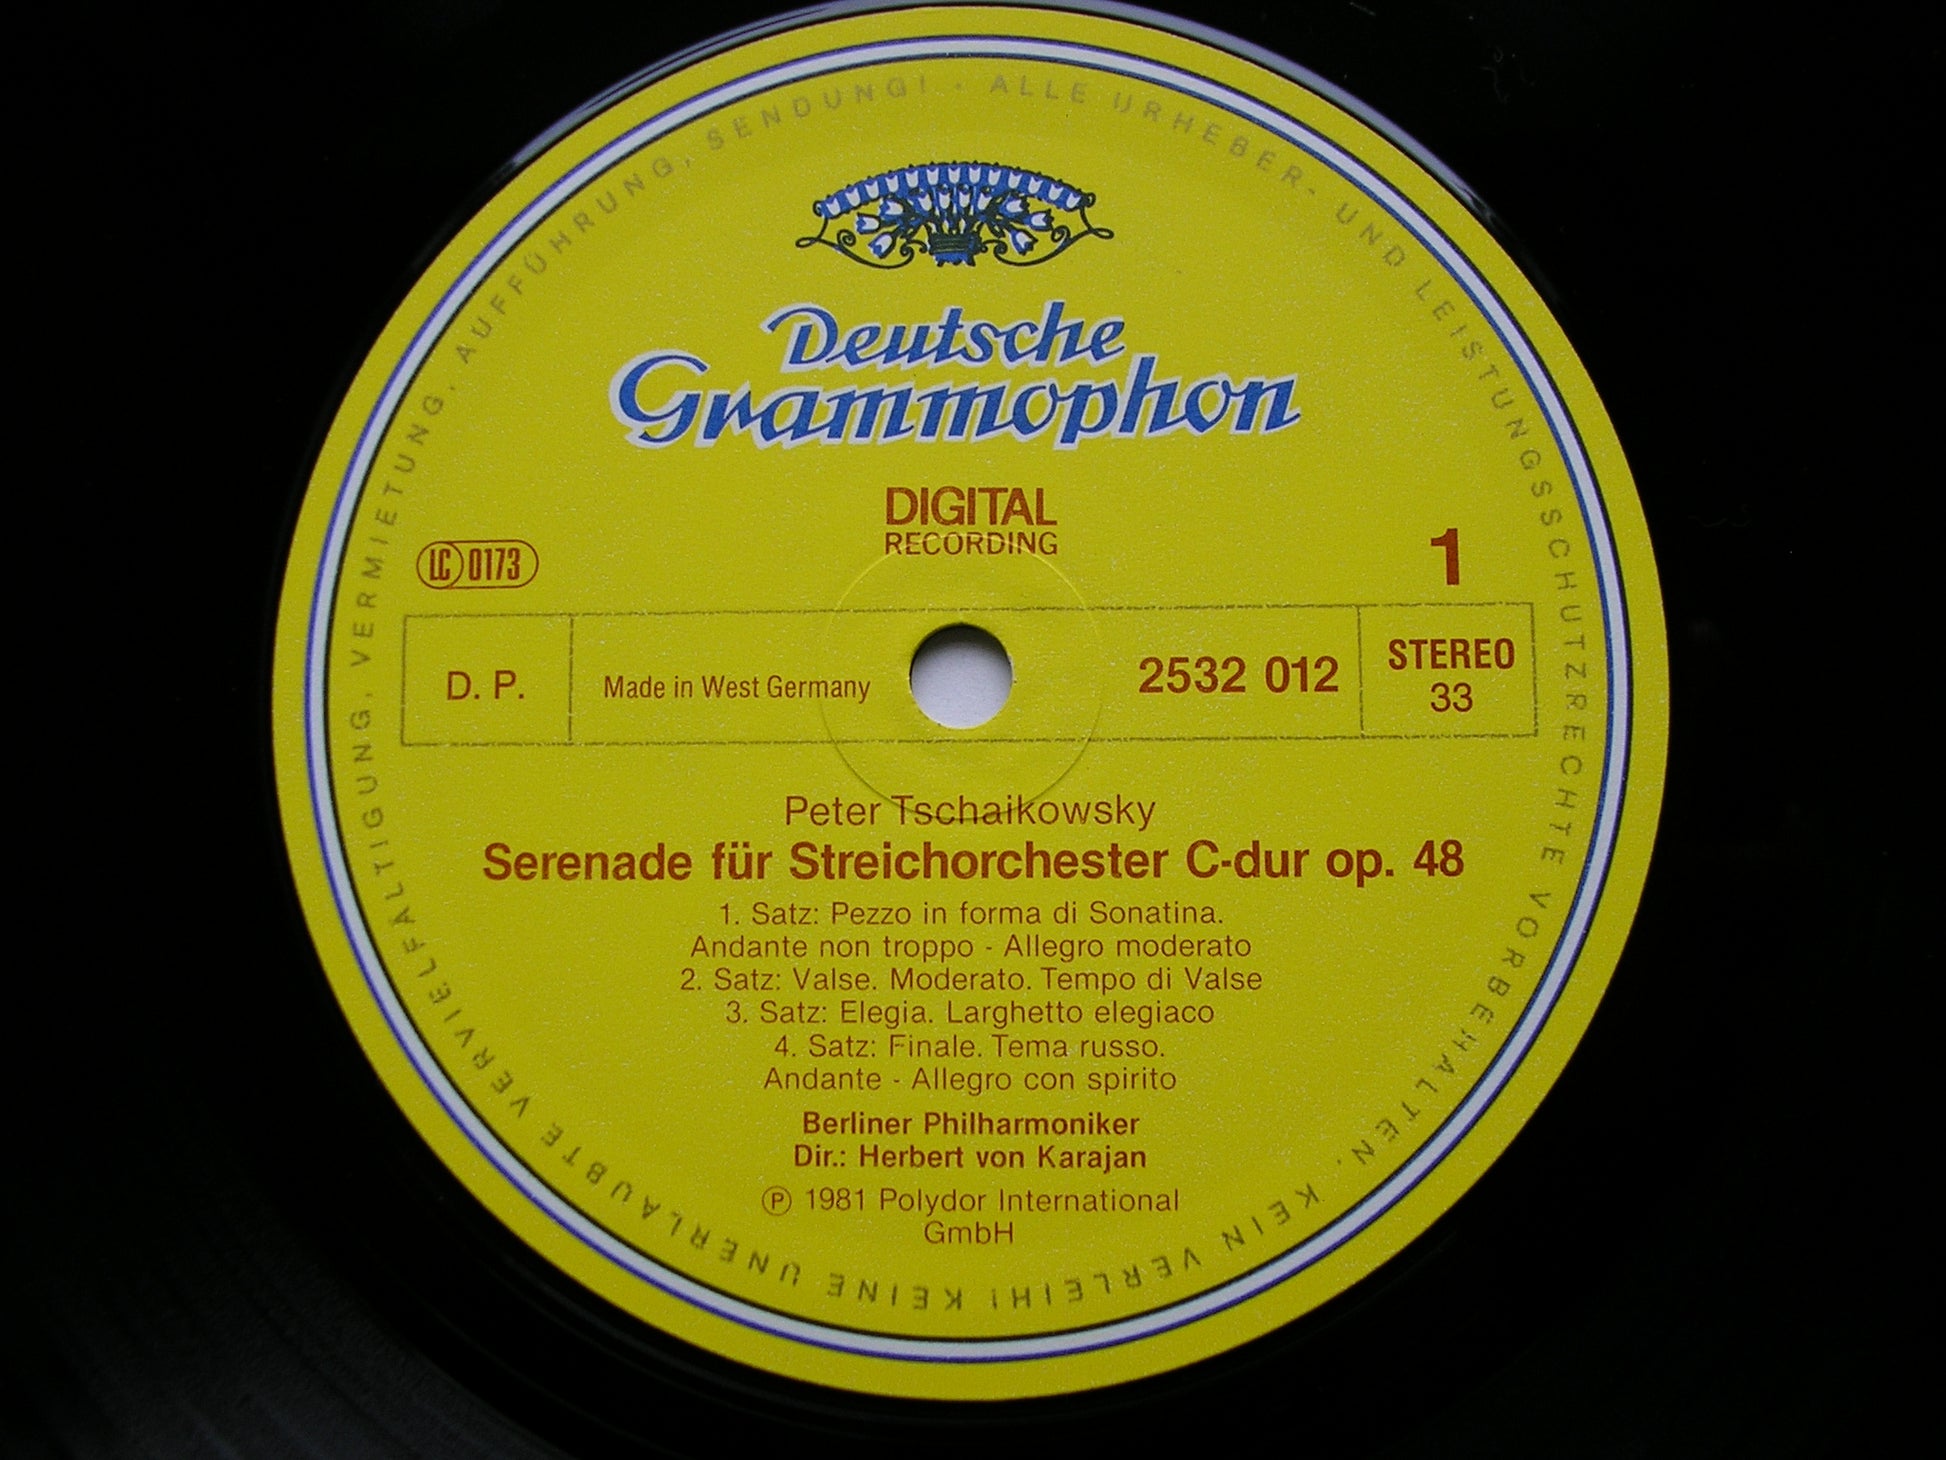 ALLE URHEBER- UND LEISTUNGSSCHUTZRECHTE VORBEHALTEN. KEIN VERLEIH! KEINE UNERLAUBTE VERVIELFÄLTIGUNG, VERMIETUNG, AUFFÜHRUNG, SENDUNG! ·
Deutsche
Grammophon
DIGITAL
RECORDING
LC 0173
1
D. P.
Made in West Germany
2532 012
STEREO
33
Peter Tschaikowsky
Serenade für Streichorchester C-dur op. 48
1. Satz: Pezzo in forma di Sonatina.
Andante non troppo - Allegro moderato
2. Satz: Valse. Moderato. Tempo di Valse
3. Satz: Elegia. Larghetto elegiaco
4. Satz: Finale. Tema russo.
Andante - Allegro con spirito
Berliner Philharmoniker
Dir.: Herbert von Karajan
℗ 1981 Polydor International
GmbH